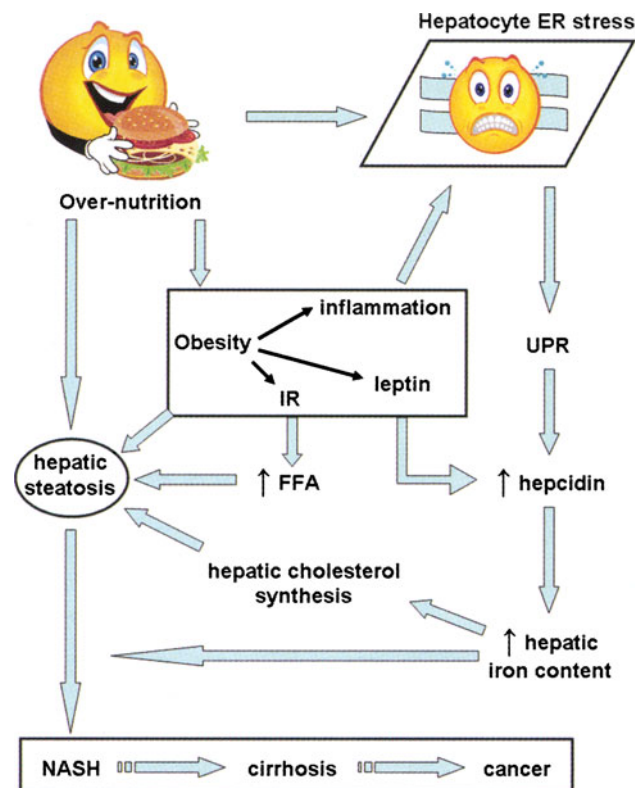 Hepatocyte ER stress
Over-nutrition
inflammation
Obesity
leptin
IR
UPR
hepatic
steatosis
↑ FFA
↑ hepcidin
hepatic cholesterol
synthesis
↑ hepatic
iron content
NASH
cirrhosis
cancer